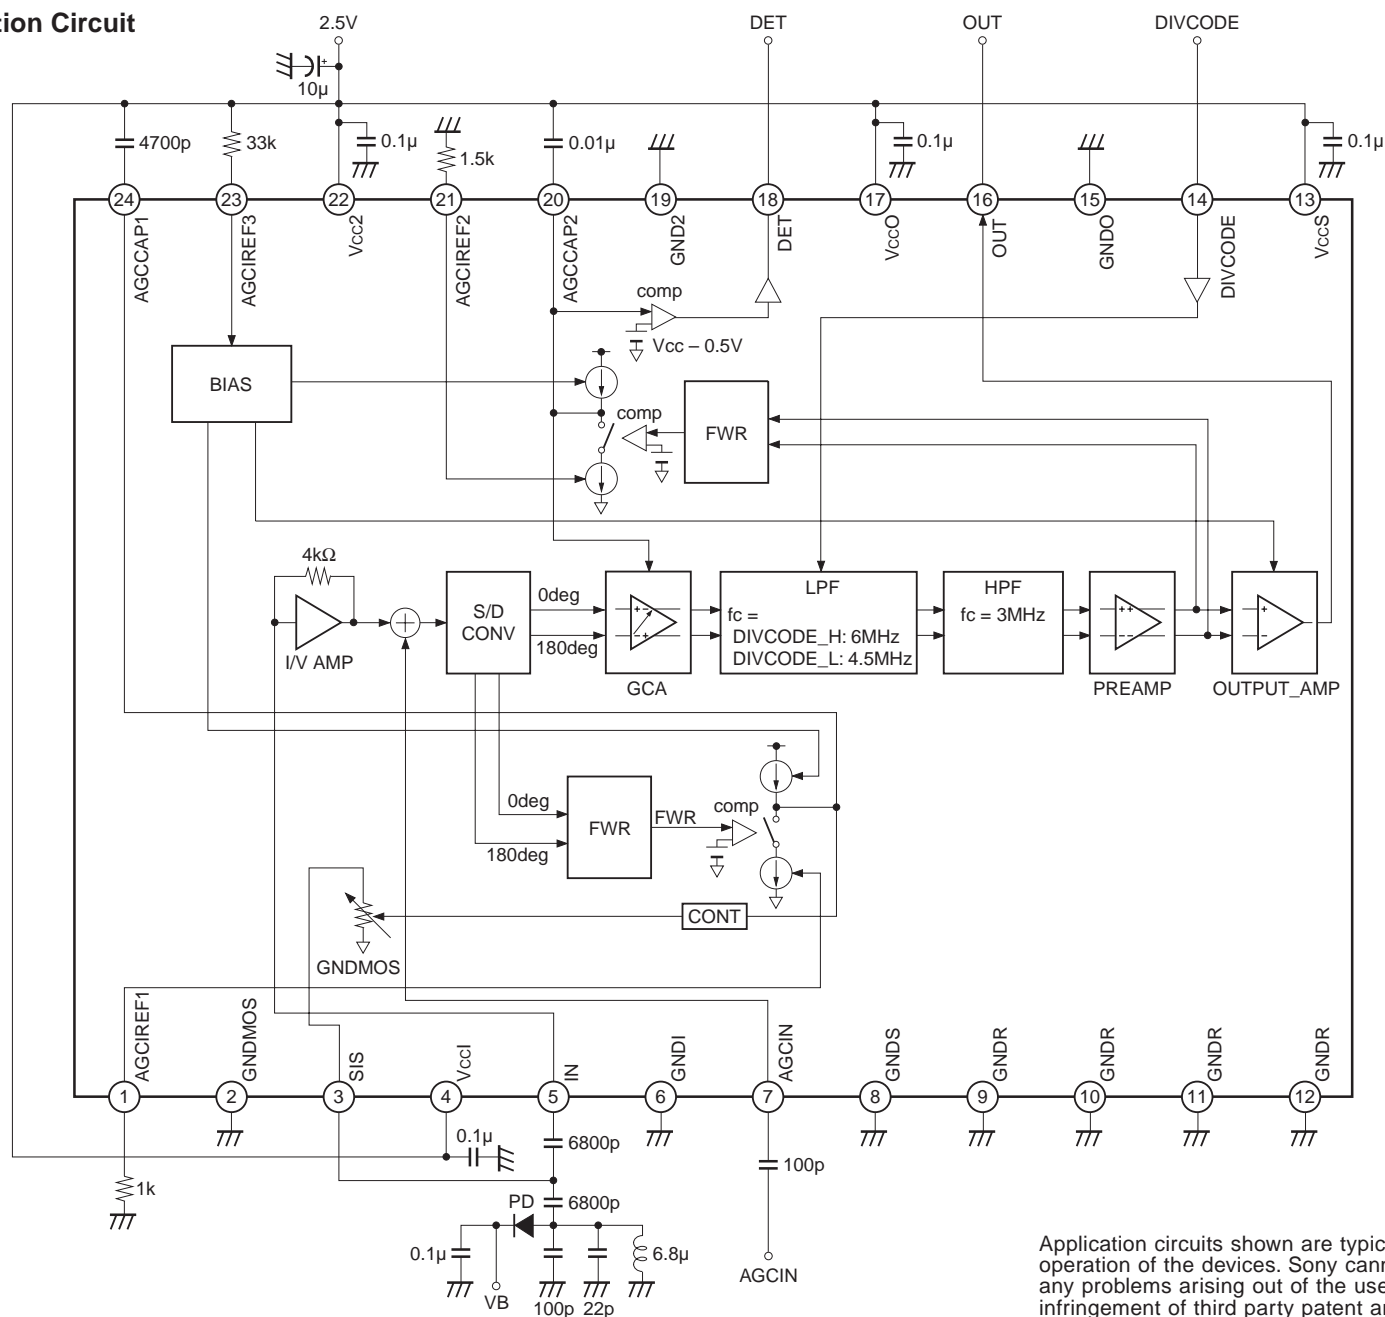 tion Circuit
2.5V
DET
OUT
DIVCODE
10µ
4700p
33k
0.1µ
1.5k
0.01µ
0.1µ
0.1µ
24
23
22
21
20
19
18
17
16
15
14
13
AGCCAP1
AGCIREF3
Vcc2
AGCIREF2
AGCCAP2
GND2
DET
VccO
OUT
GNDO
DIVCODE
VccS
comp
Vcc – 0.5V
BIAS
comp
FWR
4kΩ
I/V AMP
S/D
CONV
0deg
180deg
GCA
LPF
fc =
DIVCODE_H: 6MHz
DIVCODE_L: 4.5MHz
HPF
fc = 3MHz
PREAMP
OUTPUT_AMP
0deg
180deg
FWR
FWR
comp
CONT
GNDMOS
AGCIREF1
GNDMOS
SIS
VccI
IN
GNDI
AGCIN
GNDS
GNDR
GNDR
GNDR
GNDR
1
2
3
4
5
6
7
8
9
10
11
12
0.1µ
6800p
100p
1k
PD
6800p
0.1µ
6.8µ
VB
100p
22p
AGCIN
Application circuits shown are typic
operation of the devices. Sony cann
any problems arising out of the use
infringement of third party patent an